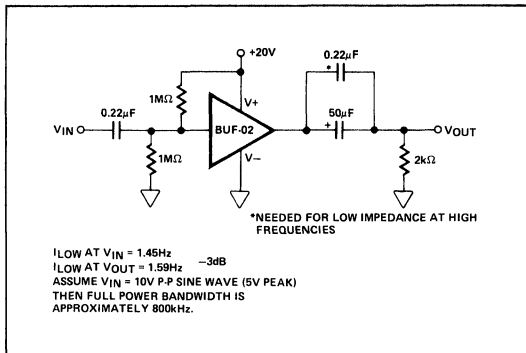 +20V
0.22µF
*
1MΩ
V+
0.22µF
50µF
+
VIN
BUF-02
VOUT
V−
1MΩ
2kΩ
*NEEDED FOR LOW IMPEDANCE AT HIGH
FREQUENCIES
fLOW AT VIN = 1.45Hz
−3dB
fLOW AT VOUT = 1.59Hz
ASSUME VIN = 10V P-P SINE WAVE (5V PEAK)
THEN FULL POWER BANDWIDTH IS
APPROXIMATELY 800kHz.